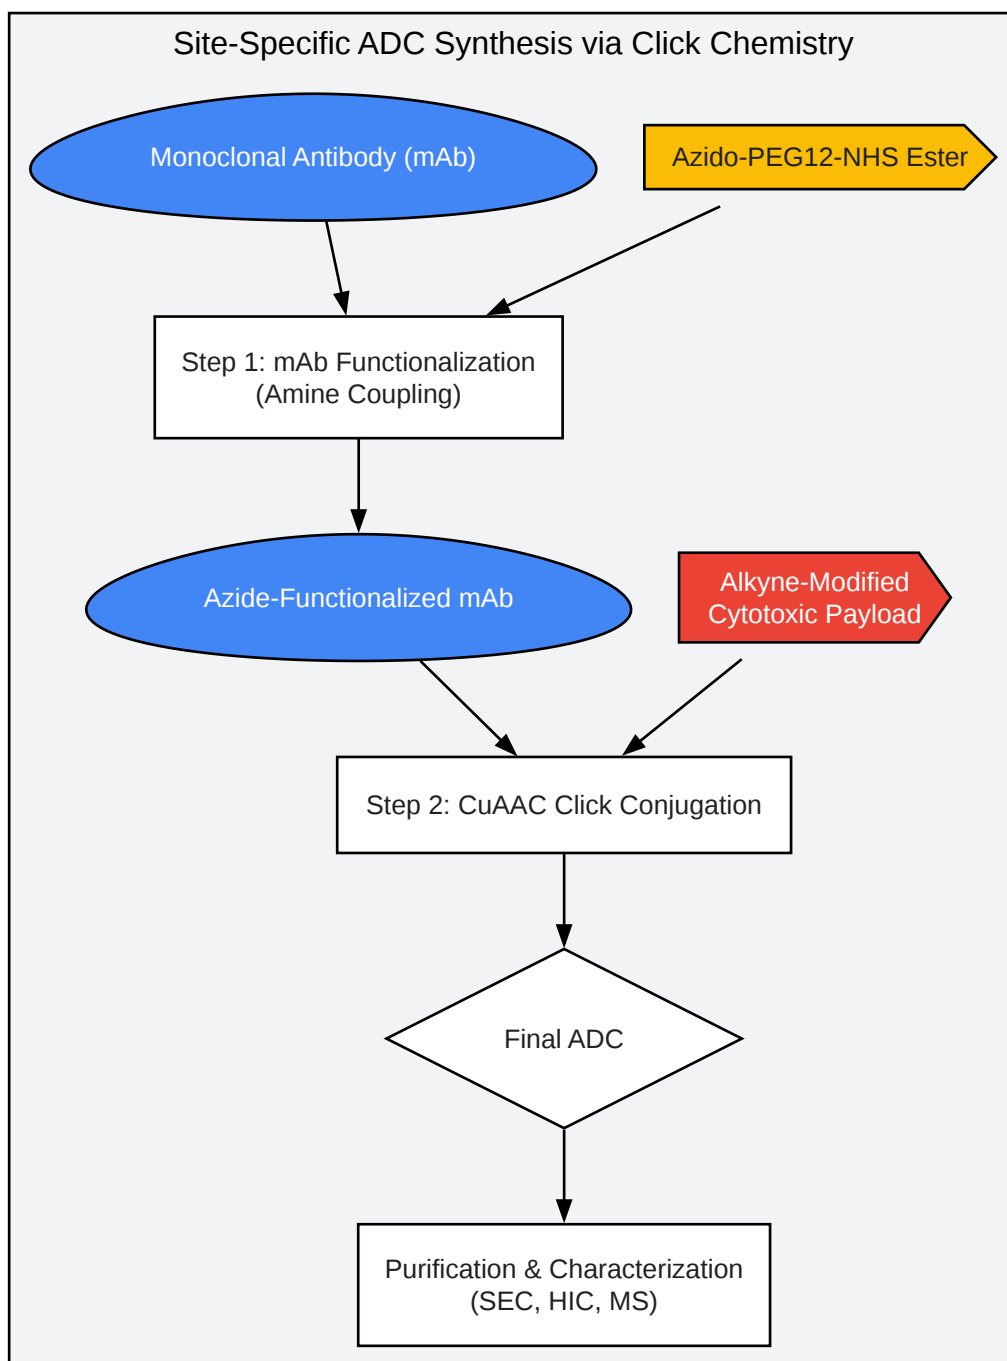 Site-Specific ADC Synthesis via Click Chemistry
Monoclonal Antibody (mAb)
Azido-PEG12-NHS Ester
Step 1: mAb Functionalization
(Amine Coupling)
Azide-Functionalized mAb
Alkyne-Modified
Cytotoxic Payload
Step 2: CuAAC Click Conjugation
Final ADC
Purification & Characterization
(SEC, HIC, MS)